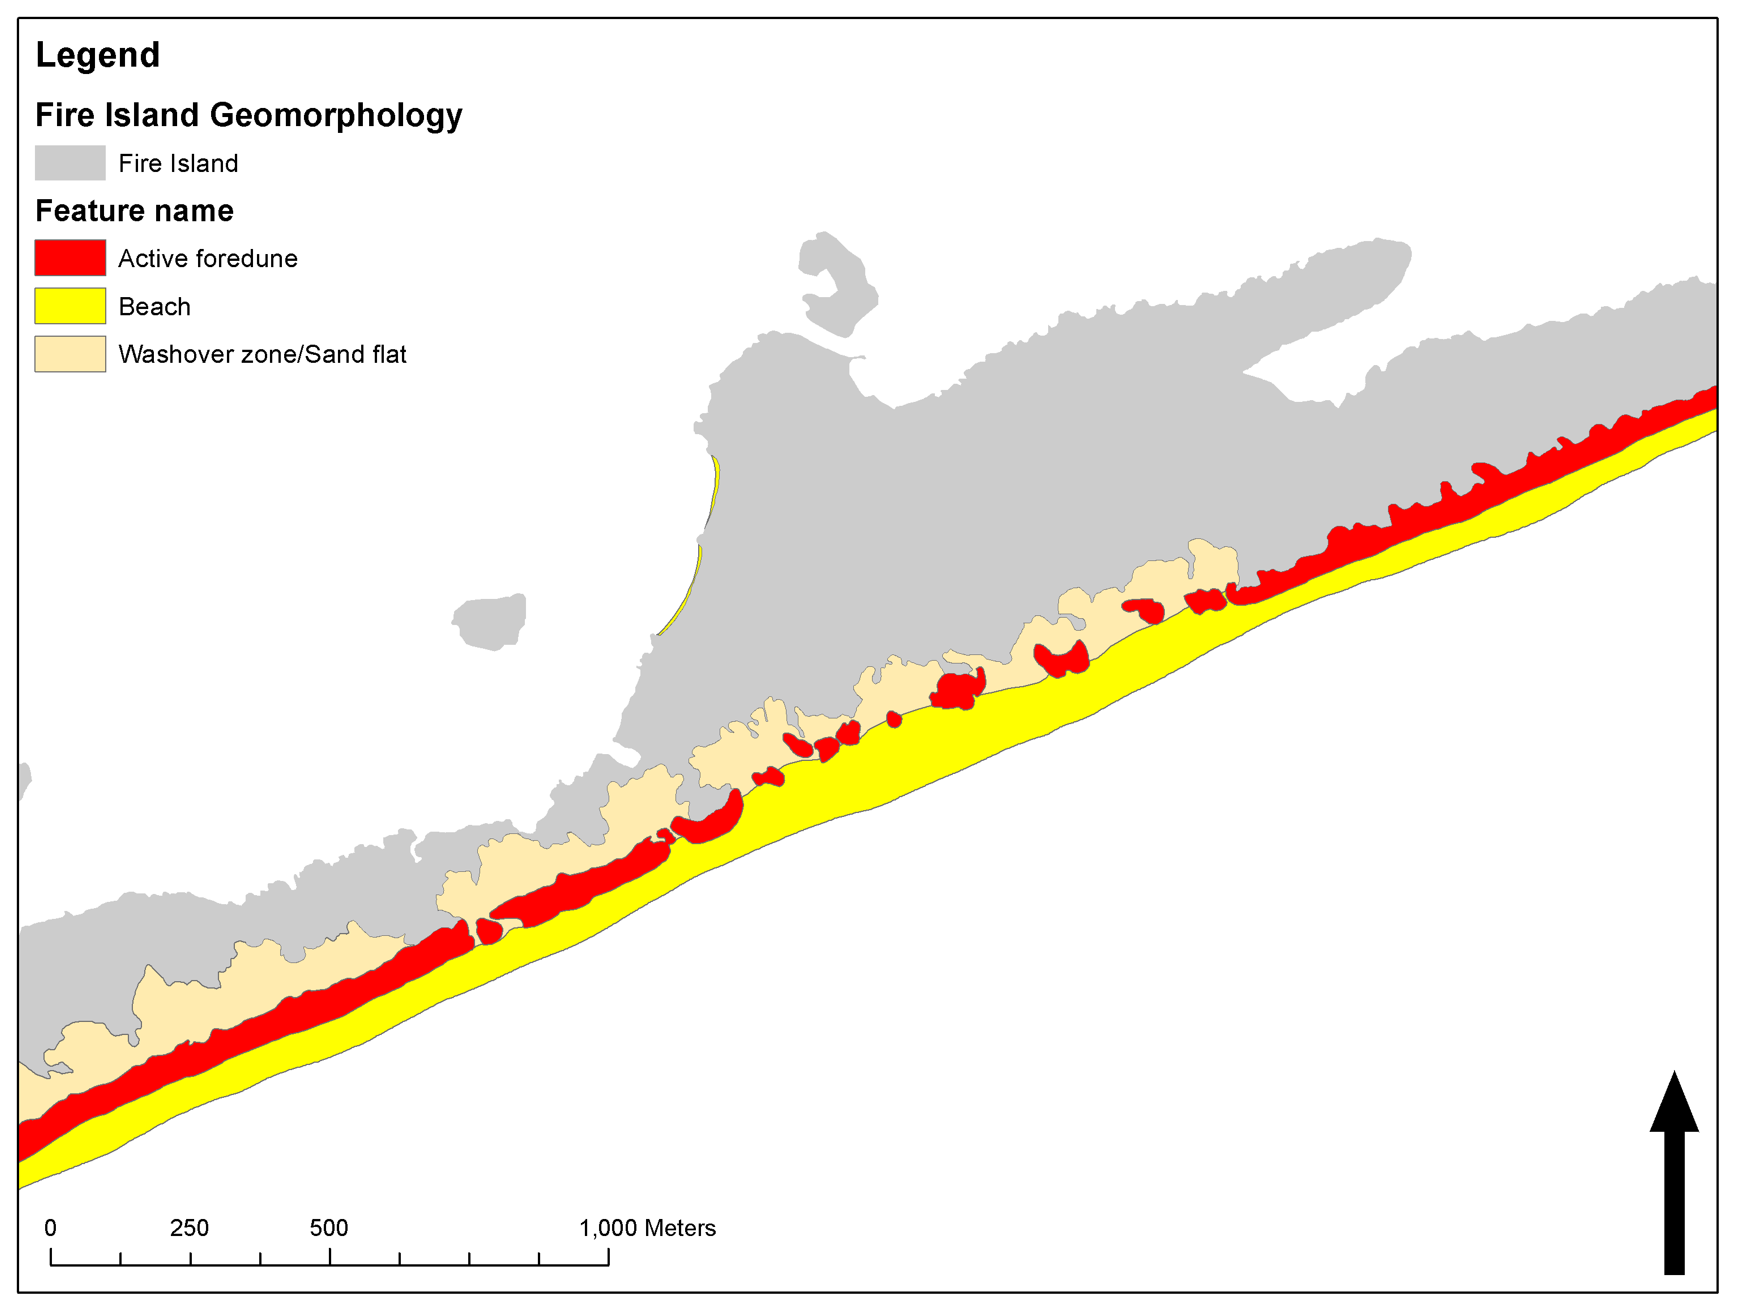 Legend
Fire Island Geomorphology
Fire Island
Feature name
Active foredune
Beach
Washover zone/Sand flat
0 250 500 1,000 Meters